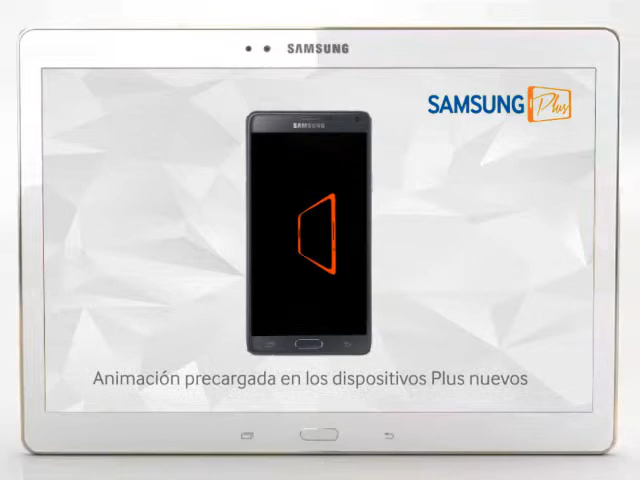 SAMSUNG
SAMSUNG Plus
SAMSUNG
Animación precargada en los dispositivos Plus nuevos